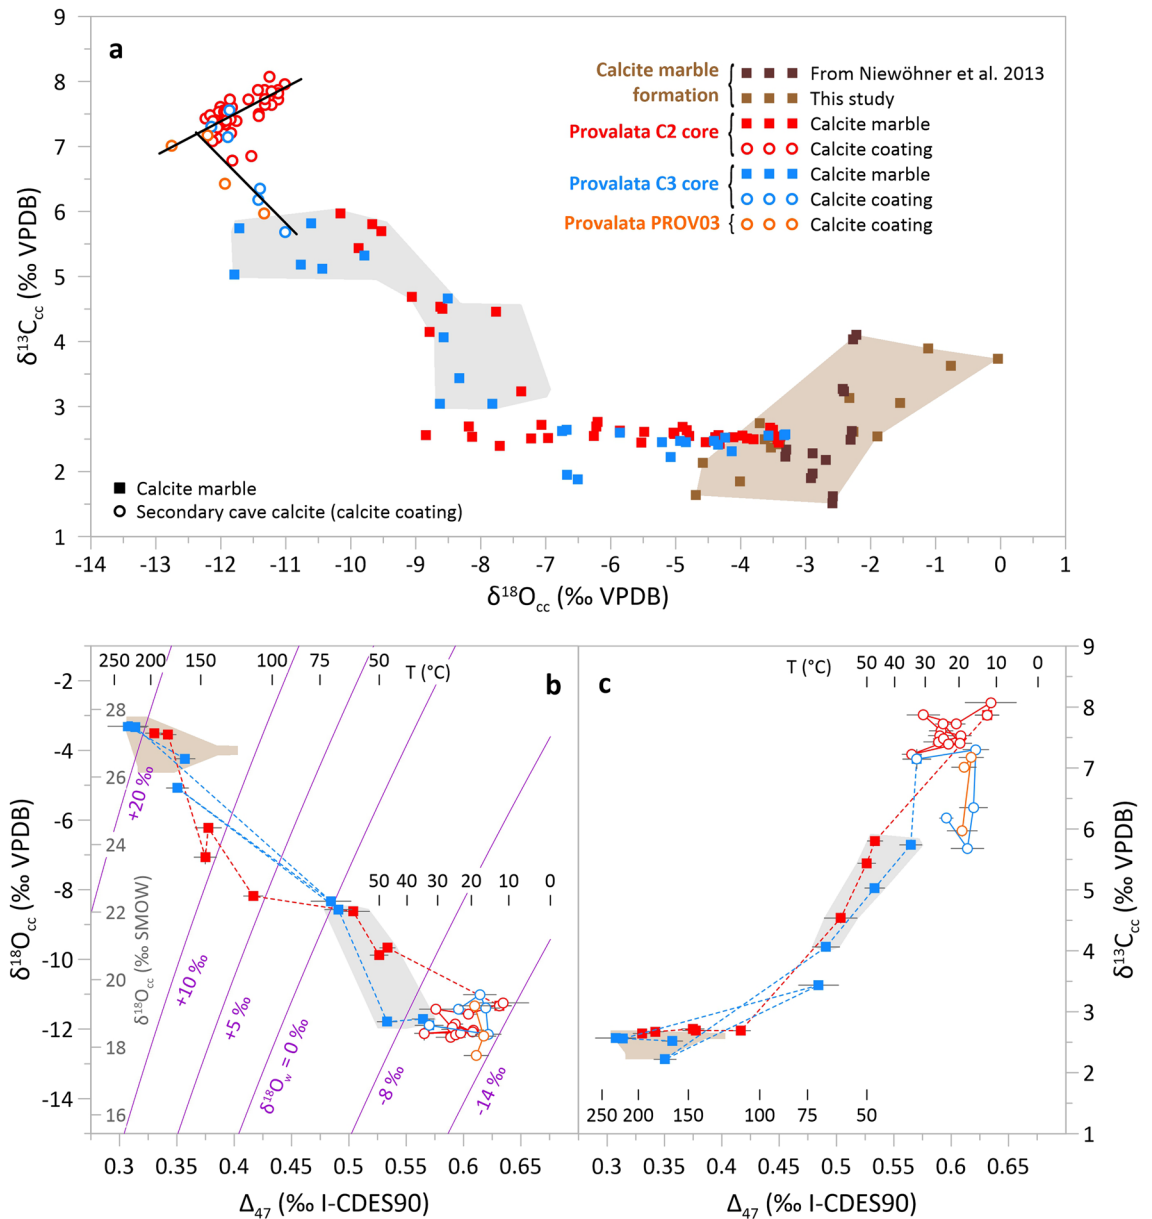 a
9
8
7
6
5
4
3
2
1
δ¹³C_cc (‰ VPDB)
Calcite marble formation
From Niewöhner et al. 2013
This study
Provalata C2 core
Calcite marble
Calcite coating
Provalata C3 core
Calcite marble
Calcite coating
Provalata PROV03
Calcite coating
Calcite marble
Secondary cave calcite (calcite coating)
-14 -13 -12 -11 -10 -9 -8 -7 -6 -5 -4 -3 -2 -1 0 1
δ¹⁸O_cc (‰ VPDB)
b
250 200 150 100 75 50 T (°C)
-2
-4
-6
-8
-10
-12
-14
δ¹⁸O_cc (‰ VPDB)
28
26
24
22
20
18
16
δ¹⁸O_cc (‰ SMOW)
+20 ‰
+10 ‰
+5 ‰
δ¹⁸O_w = 0 ‰
-8 ‰
-14 ‰
50 40 30 20 10 0
0.3 0.35 0.4 0.45 0.5 0.55 0.6 0.65
Δ₄₇ (‰ I-CDES90)
c
T (°C) 50 40 30 20 10 0
9
8
7
6
5
4
3
2
1
δ¹³C_cc (‰ VPDB)
250 200 150 100 75 50
0.3 0.35 0.4 0.45 0.5 0.55 0.6 0.65
Δ₄₇ (‰ I-CDES90)